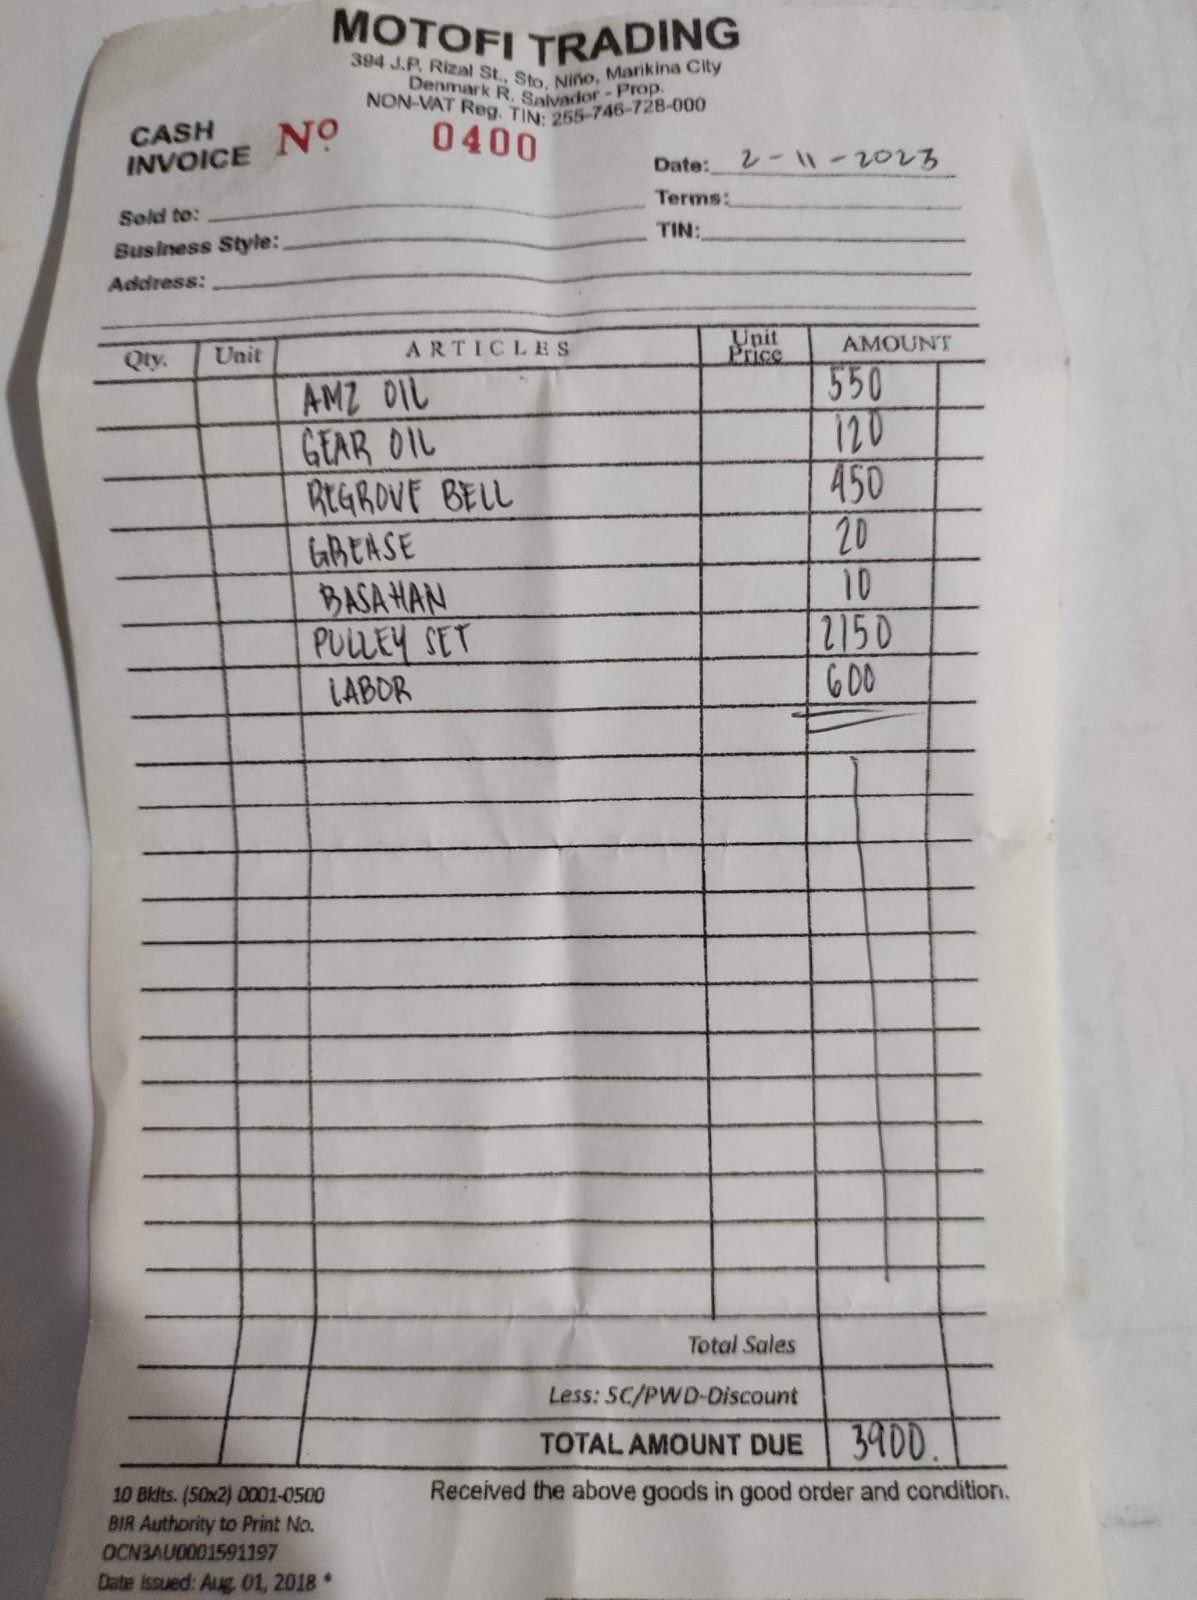 MOTOFI TRADING
394 J.P. Rizal St., Sto. Niño, Marikina City
Denmark R. Salvador - Prop.
NON-VAT Reg. TIN: 255-746-728-000
CASH INVOICE Nº 0400
Date: 2-11-2023
Sold to:
Terms:
Business Style:
TIN:
Address:
Qty. Unit ARTICLES Unit Price AMOUNT
AMZ OIL 550
GEAR OIL 120
REGROVE BELL 450
GREASE 20
BASAHAN 10
PULLEY SET 2150
LABOR 600
Total Sales
Less: SC/PWD-Discount
TOTAL AMOUNT DUE 3900.
10 Bklts. (50x2) 0001-0500
Received the above goods in good order and condition.
BIR Authority to Print No.
OCN3AU0001591197
Date Issued: Aug. 01, 2018 *